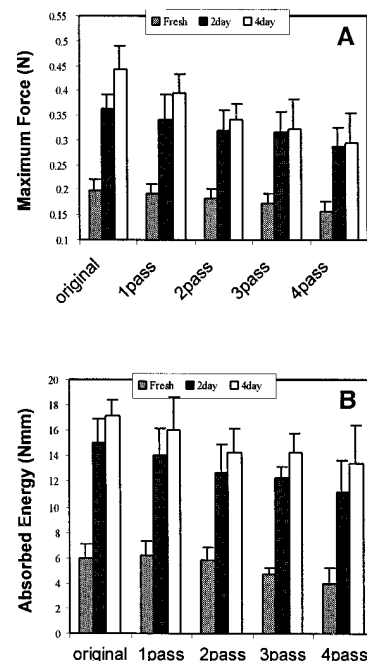 Fresh 2day 4day
A
Maximum Force (N)
0.55
0.5
0.45
0.4
0.35
0.3
0.25
0.2
0.15
0.1
original 1pass 2pass 3pass 4pass
Fresh 2day 4day
B
Absorbed Energy (Nmm)
20
18
16
14
12
10
8
6
4
2
0
original 1pass 2pass 3pass 4pass